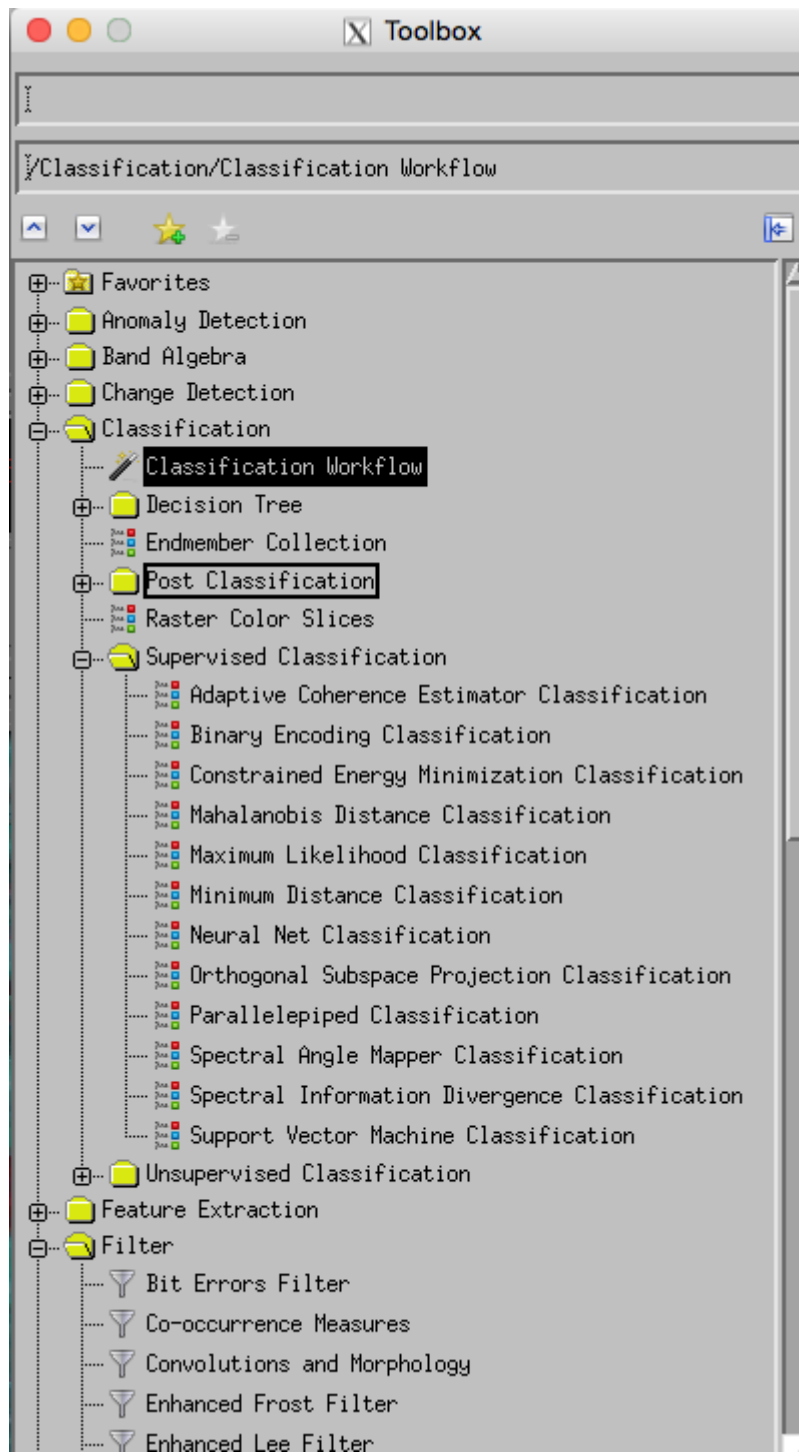 Toolbox
/Classification/Classification Workflow
Favorites
Anomaly Detection
Band Algebra
Change Detection
Classification
Classification Workflow
Decision Tree
Endmember Collection
Post Classification
Raster Color Slices
Supervised Classification
Adaptive Coherence Estimator Classification
Binary Encoding Classification
Constrained Energy Minimization Classification
Mahalanobis Distance Classification
Maximum Likelihood Classification
Minimum Distance Classification
Neural Net Classification
Orthogonal Subspace Projection Classification
Parallelepiped Classification
Spectral Angle Mapper Classification
Spectral Information Divergence Classification
Support Vector Machine Classification
Unsupervised Classification
Feature Extraction
Filter
Bit Errors Filter
Co-occurrence Measures
Convolutions and Morphology
Enhanced Frost Filter
Enhanced Lee Filter